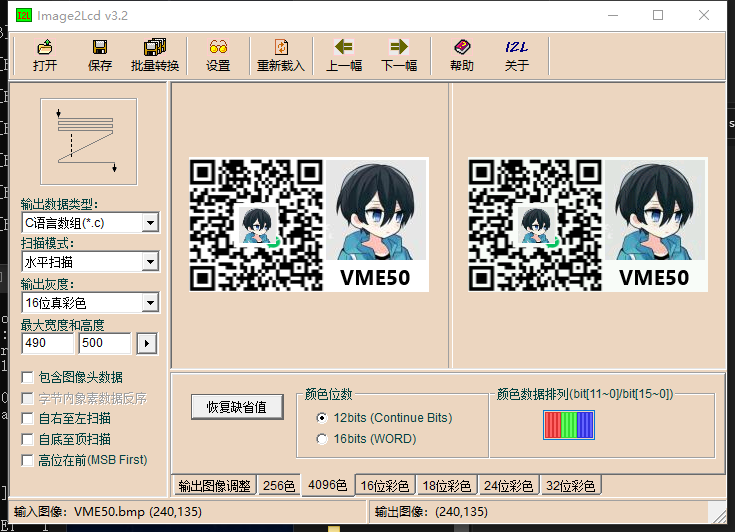 Image2Lcd v3.2
打开 保存 批量转换 设置 重新载入 上一幅 下一幅 帮助 关于
I2L
输出数据类型:
C语言数组(*.c)
扫描模式:
水平扫描
输出灰度:
16位真彩色
最大宽度和高度
490 500
包含图像头数据
字节内象素数据反序
自右至左扫描
自底至顶扫描
高位在前(MSB First)
VME50
VME50
恢复缺省值
颜色位数
12bits (Continue Bits)
16bits (WORD)
颜色数据排列(bit[11~0]/bit[15~0])
输出图像调整 256色 4096色 16位彩色 18位彩色 24位彩色 32位彩色
输入图像: VME50.bmp (240,135)
输出图像: (240,135)